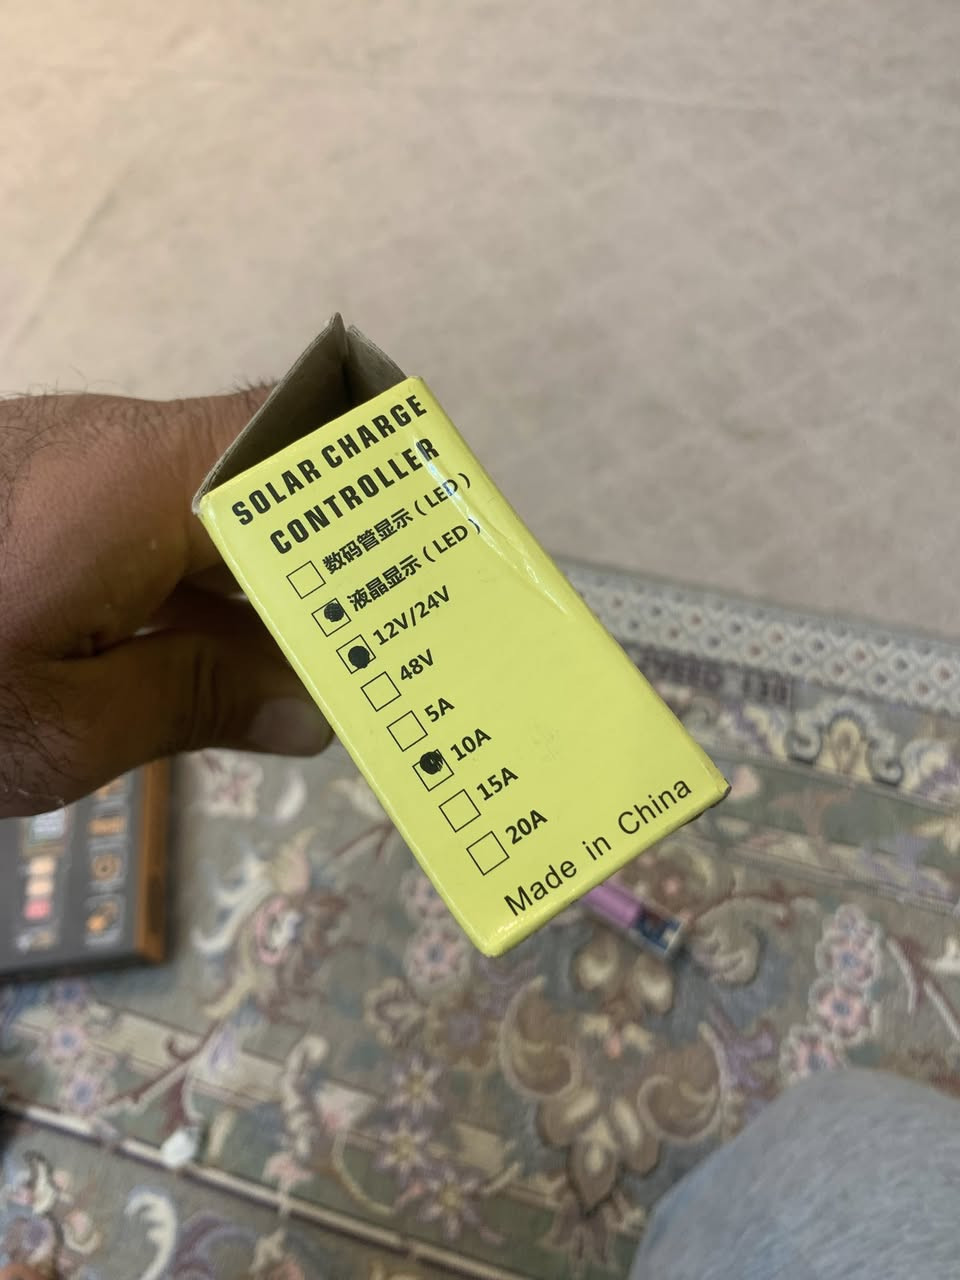 SOLAR CHARGE
CONTROLLER
数码管显示(LED)
液晶显示(LED)
12V/24V
48V
5A
10A
15A
20A
Made in China